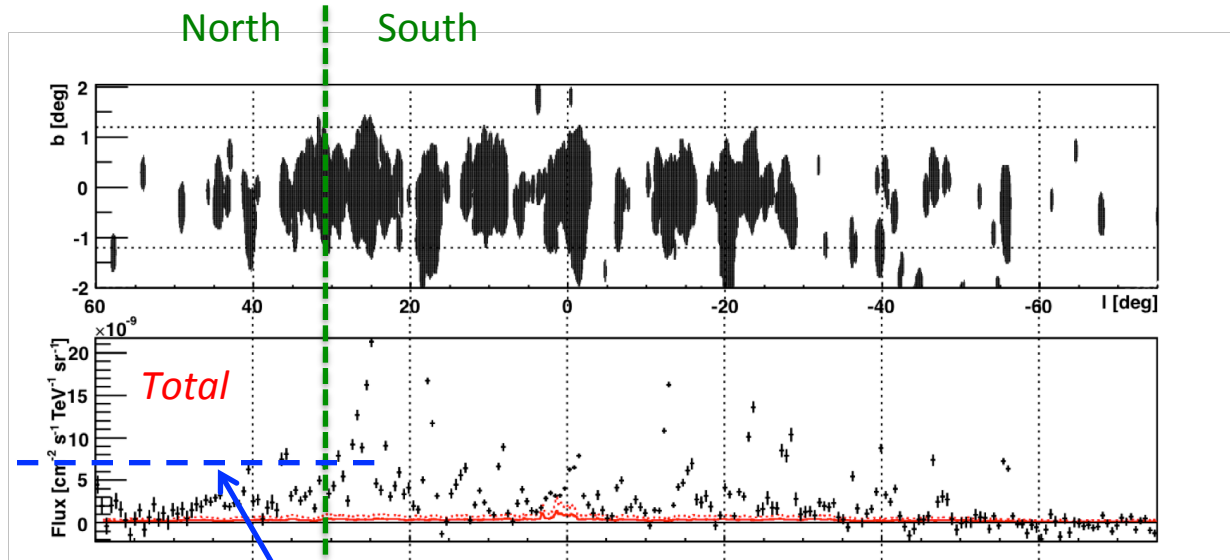 North South
b [deg]
2
1
0
-1
-2
60 40 20 0 -20 -40 -60 l [deg]
×10⁻⁹
Flux [cm⁻² s⁻¹ TeV⁻¹ sr⁻¹]
20
15
10
5
0
Total